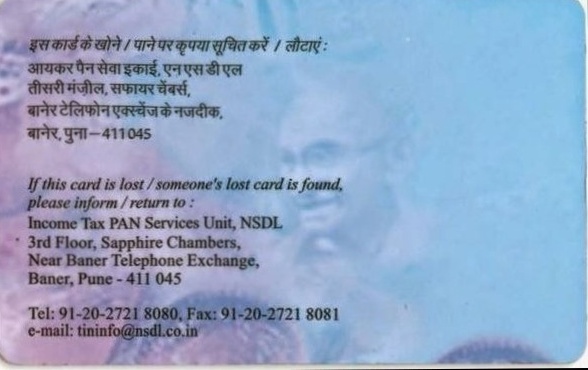 इस कार्ड के खोने / पाने पर कृपया सूचित करें / लौटाएं :
आयकर पैन सेवा इकाई, एन एस डी एल
तीसरी मंज़ील, सफायर चेंबर्स,
बानेर टेलिफोन एक्स्चेंज के नजदीक,
बानेर, पुना – 411 045
If this card is lost / someone's lost card is found,
please inform / return to :
Income Tax PAN Services Unit, NSDL
3rd Floor, Sapphire Chambers,
Near Baner Telephone Exchange,
Baner, Pune - 411 045
Tel: 91-20-2721 8080, Fax: 91-20-2721 8081
e-mail: tininfo@nsdl.co.in